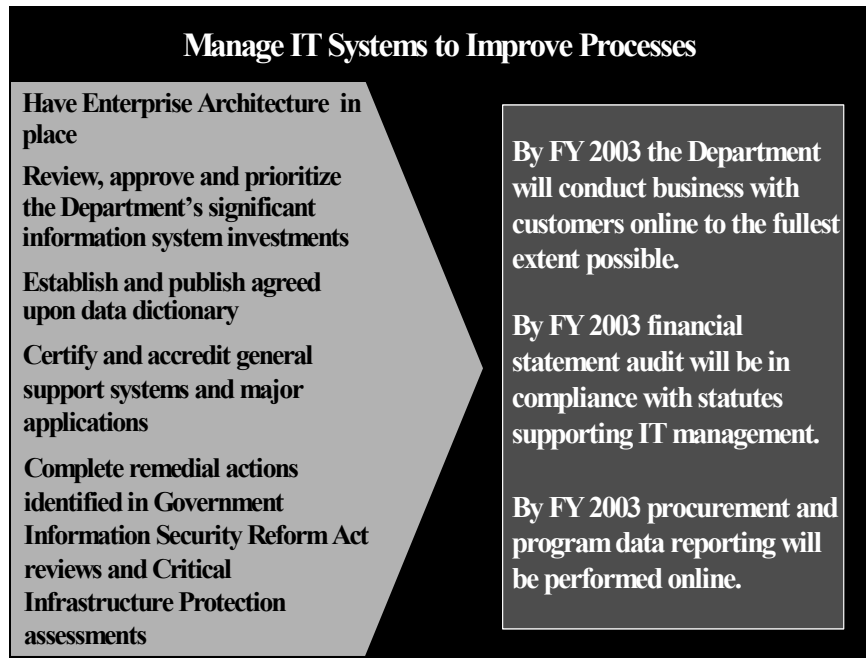 Manage IT Systems to Improve Processes
Have Enterprise Architecture in
place
Review, approve and prioritize
the Department's significant
information system investments
Establish and publish agreed
upon data dictionary
Certify and accredit general
support systems and major
applications
Complete remedial actions
identified in Government
Information Security Reform Act
reviews and Critical
Infrastructure Protection
assessments
By FY 2003 the Department
will conduct business with
customers online to the fullest
extent possible.
By FY 2003 financial
statement audit will be in
compliance with statutes
supporting IT management.
By FY 2003 procurement and
program data reporting will
be performed online.